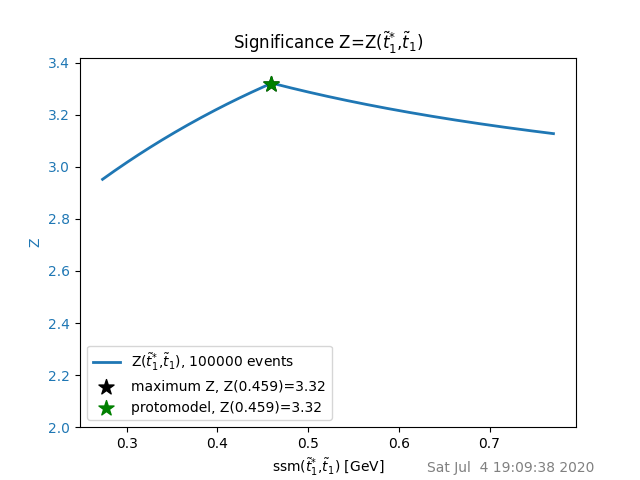 Significance Z=Z(t̃₁*,t̃₁)
3.4
3.2
3.0
2.8
2.6
2.4
2.2
2.0
Z
Z(t̃₁*,t̃₁), 100000 events
maximum Z, Z(0.459)=3.32
protomodel, Z(0.459)=3.32
0.3 0.4 0.5 0.6 0.7
ssm(t̃₁*,t̃₁) [GeV]
Sat Jul  4 19:09:38 2020